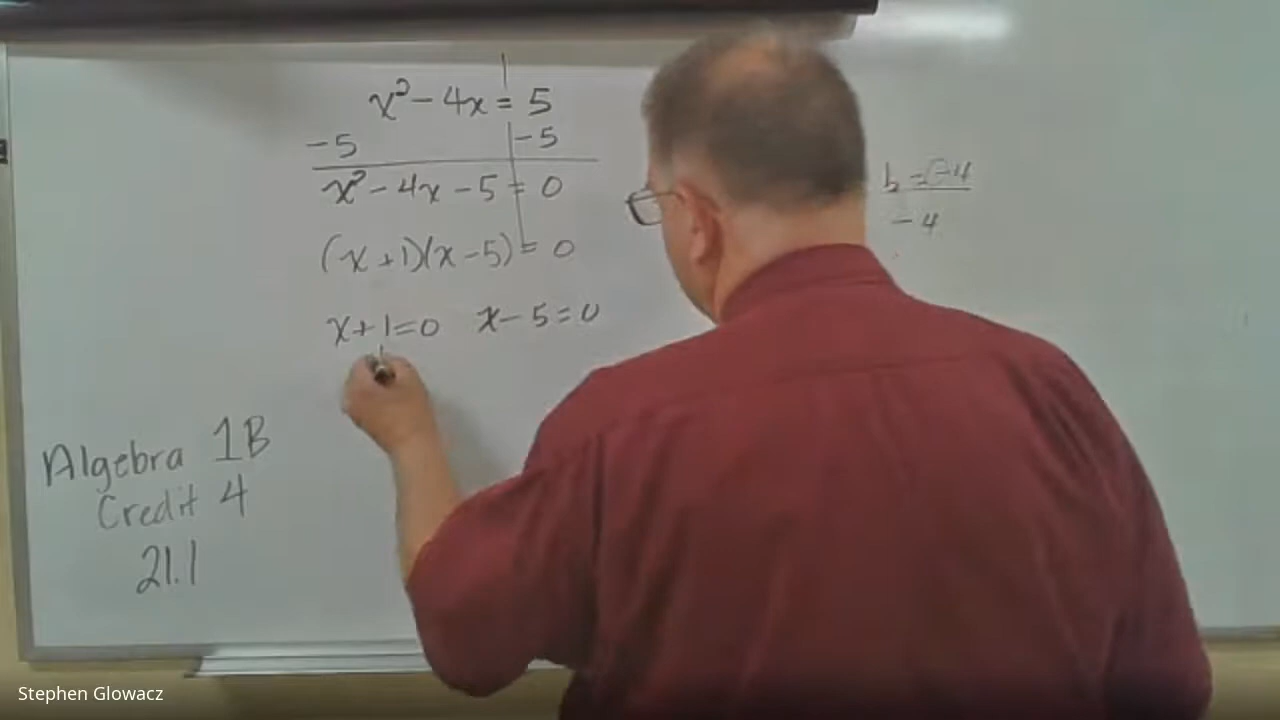 x² - 4x = 5
-5 -5
x² - 4x - 5 = 0
(x + 1)(x - 5) = 0
x + 1 = 0 x - 5 = 0
b = -4
-4
Algebra 1B
Credit 4
21.1
Stephen Glowacz